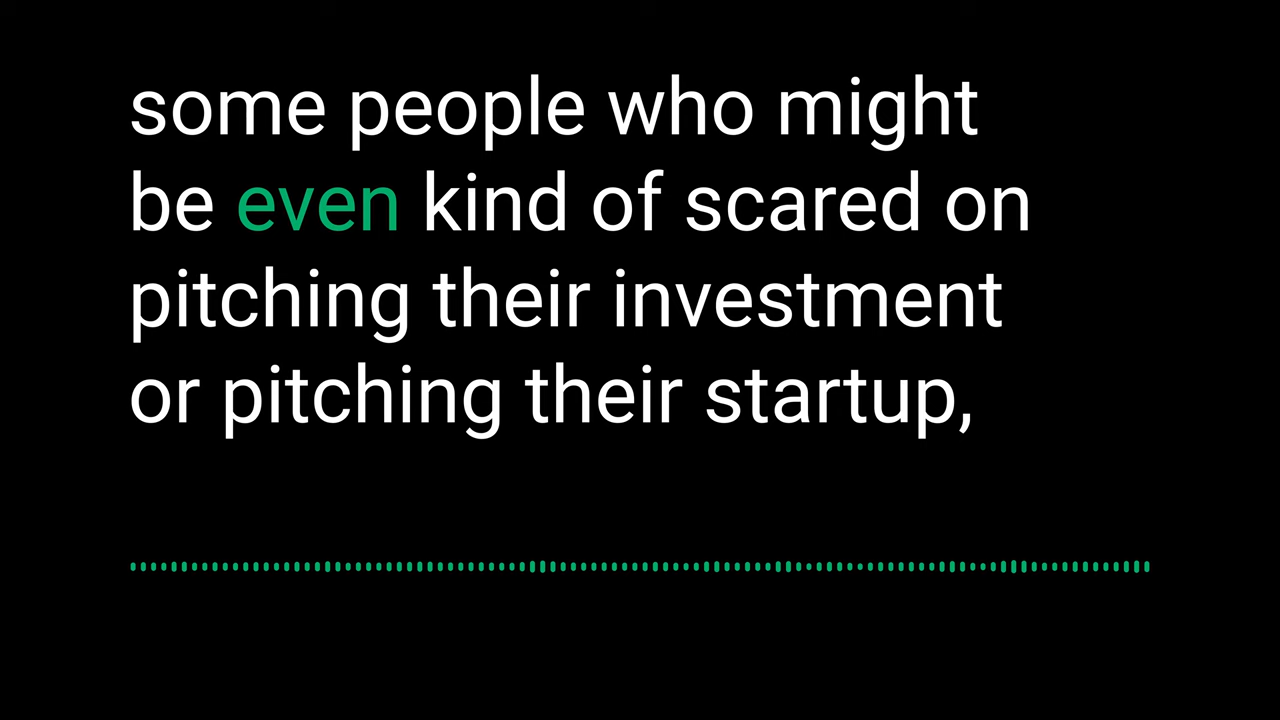 some people who might
be even kind of scared on
pitching their investment
or pitching their startup,